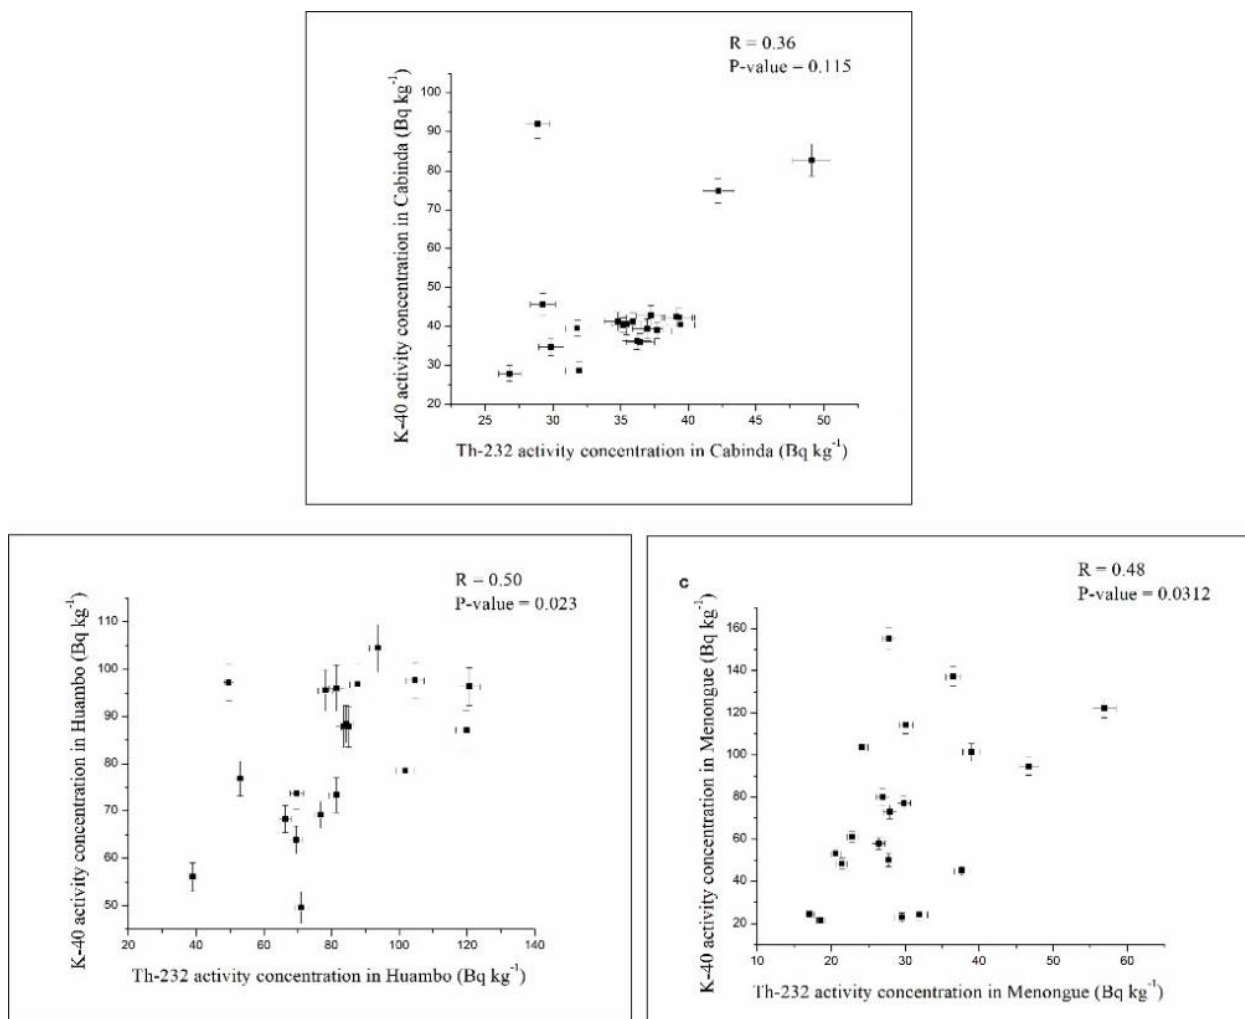 R = 0.36
P-value – 0.115
K-40 activity concentration in Cabinda (Bq kg⁻¹)
100
90
80
70
60
50
40
30
20
25 30 35 40 45 50
Th-232 activity concentration in Cabinda (Bq kg⁻¹)
R – 0.50
P-value = 0.023
K-40 activity concentration in Huambo (Bq kg⁻¹)
110
100
90
80
70
60
50
20 40 60 80 100 120 140
Th-232 activity concentration in Huambo (Bq kg⁻¹)
C
R = 0.48
P-value = 0.0312
K-40 activity concentration in Menongue (Bq kg⁻¹)
160
140
120
100
80
60
40
20
10 20 30 40 50 60
Th-232 activity concentration in Menongue (Bq kg⁻¹)